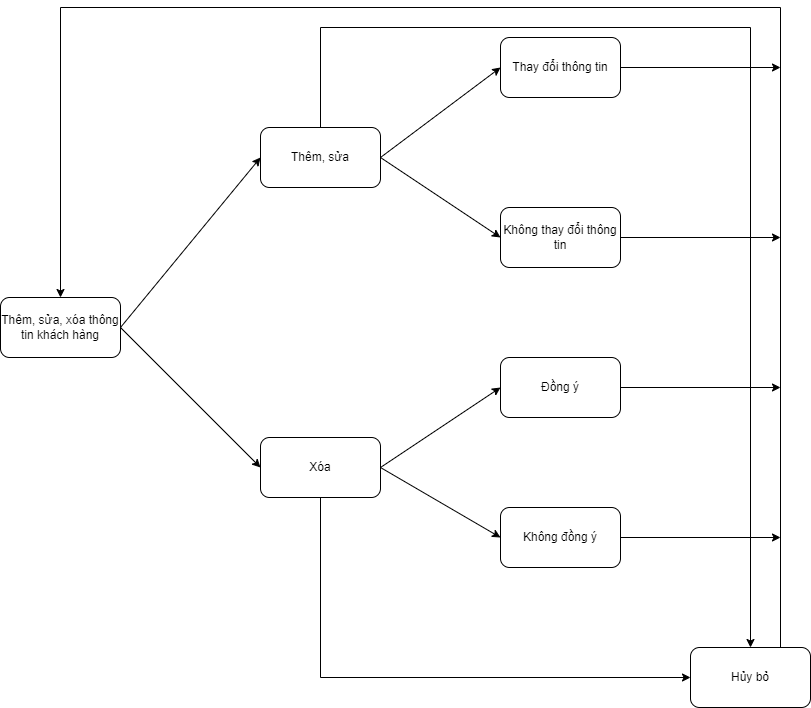 Thay đổi thông tin
Thêm, sửa
Không thay đổi thông
tin
Thêm, sửa, xóa thông
tin khách hàng
Đồng ý
Xóa
Không đồng ý
Hủy bỏ